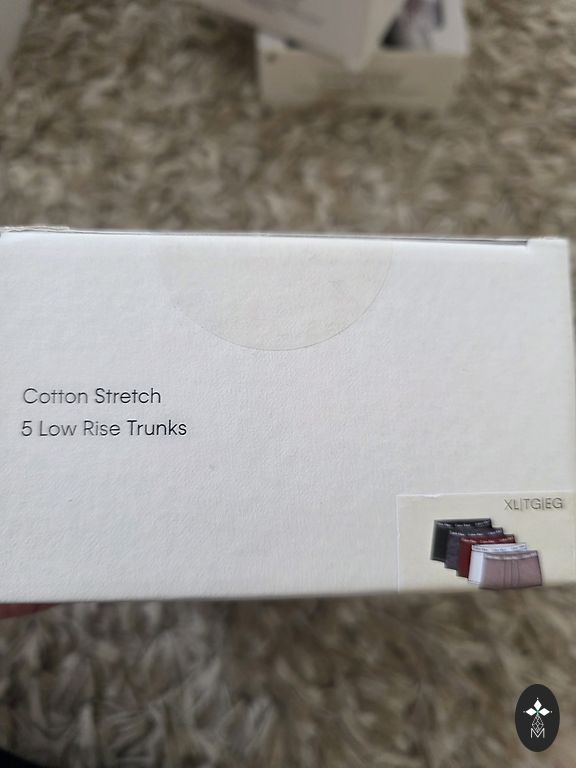 Cotton Stretch
5 Low Rise Trunks
XL|TG|EG